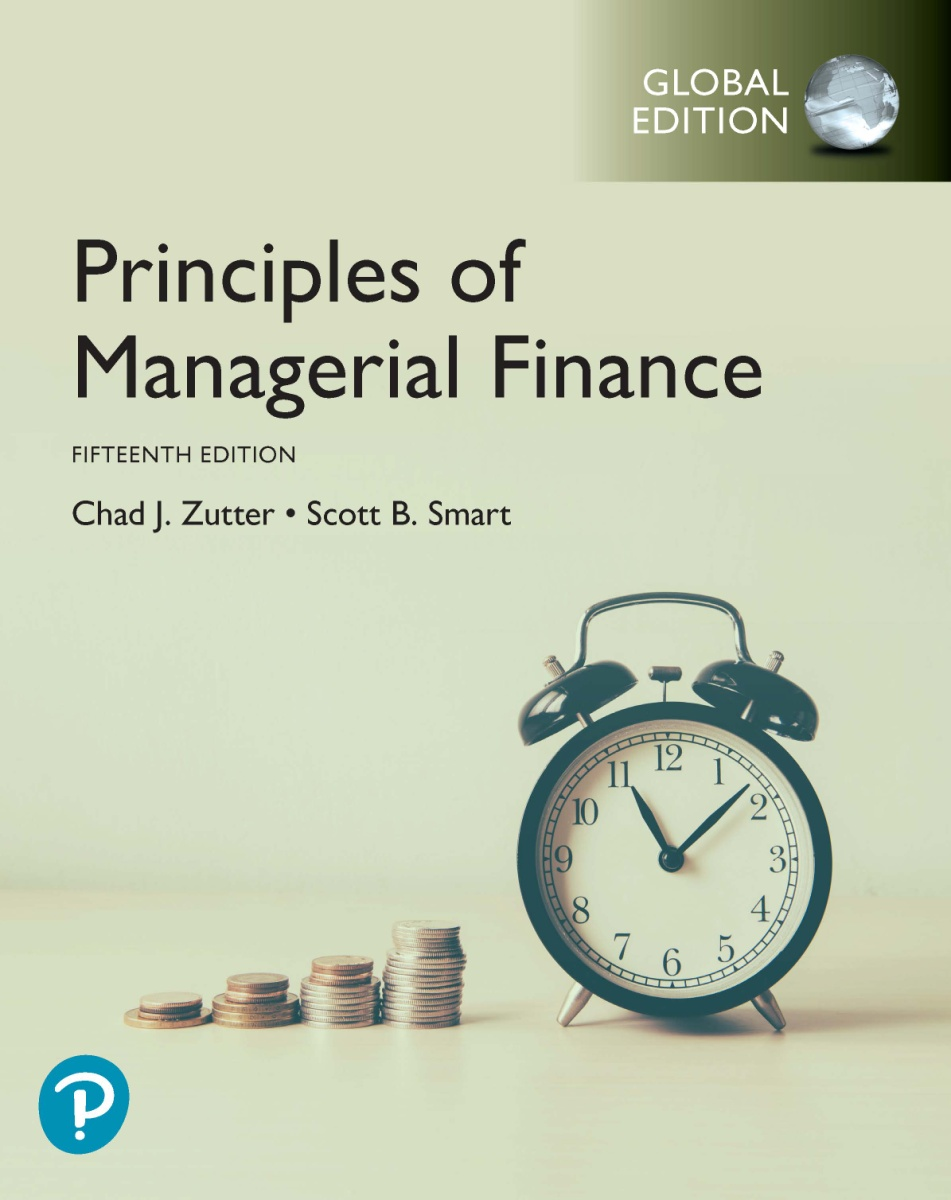 GLOBAL
EDITION
Principles of
Managerial Finance
FIFTEENTH EDITION
Chad J. Zutter • Scott B. Smart
12
1
2
3
4
5
6
7
8
9
10
11
P